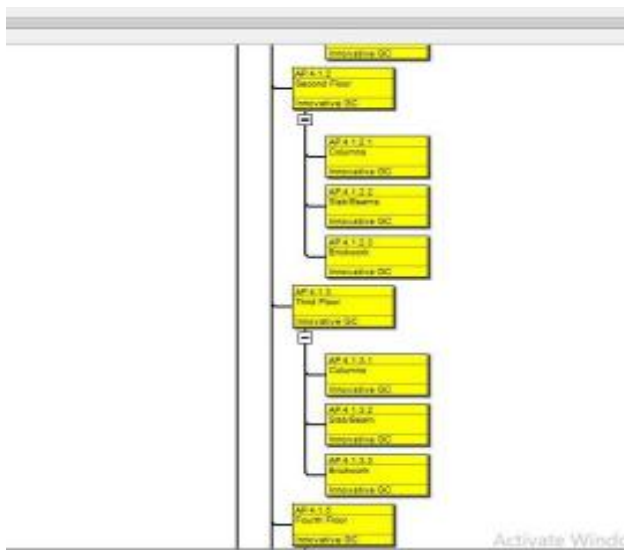 Innovative GC
AP.4.1.2
Second Floor
Innovative GC
AP.4.1.2.1
Columns
Innovative GC
AP.4.1.2.2
Slab/Beams
Innovative GC
AP.4.1.2.3
Brickwork
Innovative GC
AP.4.1.3
Third Floor
Innovative GC
AP.4.1.3.1
Columns
Innovative GC
AP.4.1.3.2
Slab/Beam
Innovative GC
AP.4.1.3.3
Brickwork
Innovative GC
AP.4.1.5
Fourth Floor
Innovative GC
Activate Windo